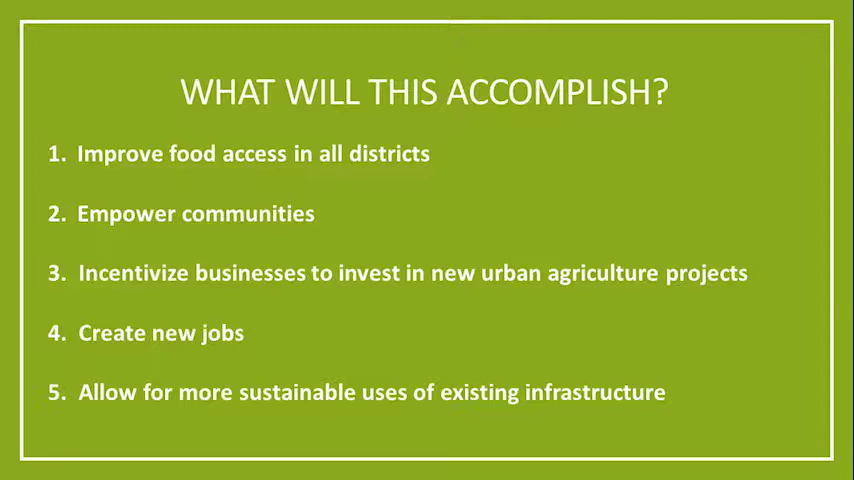 WHAT WILL THIS ACCOMPLISH?
1. Improve food access in all districts
2. Empower communities
3. Incentivize businesses to invest in new urban agriculture projects
4. Create new jobs
5. Allow for more sustainable uses of existing infrastructure